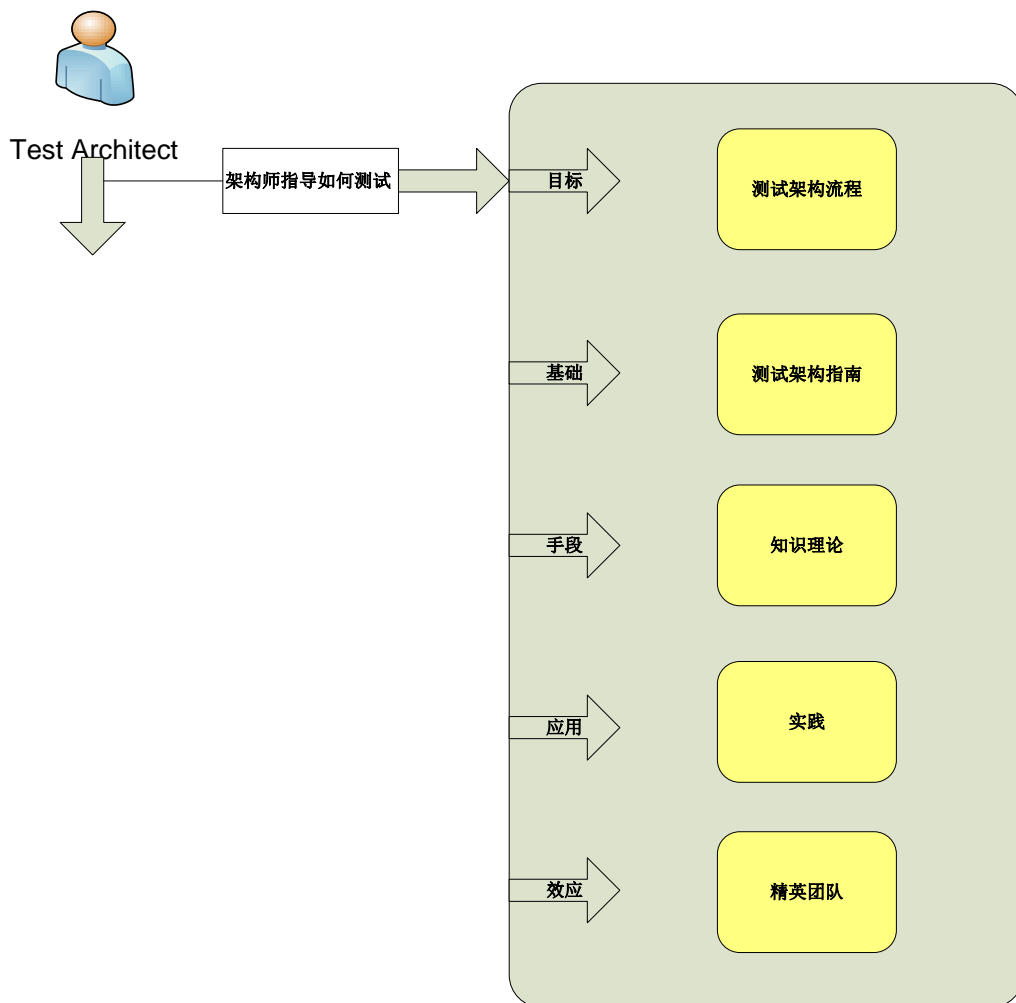 Test Architect
架构师指导如何测试
目标
测试架构流程
基础
测试架构指南
手段
知识理论
应用
实践
效应
精英团队